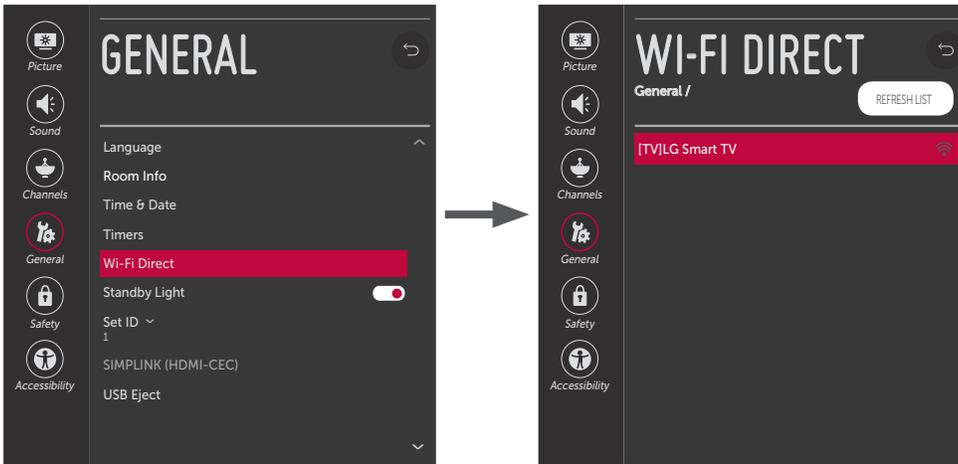 GENERAL
Picture
Sound
Channels
General
Safety
Accessibility
Language
Room Info
Time & Date
Timers
Wi-Fi Direct
Standby Light
Set ID
1
SIMPLINK (HDMI-CEC)
USB Eject
WI-FI DIRECT
General /
REFRESH LIST
Picture
Sound
Channels
General
Safety
Accessibility
[TV]LG Smart TV